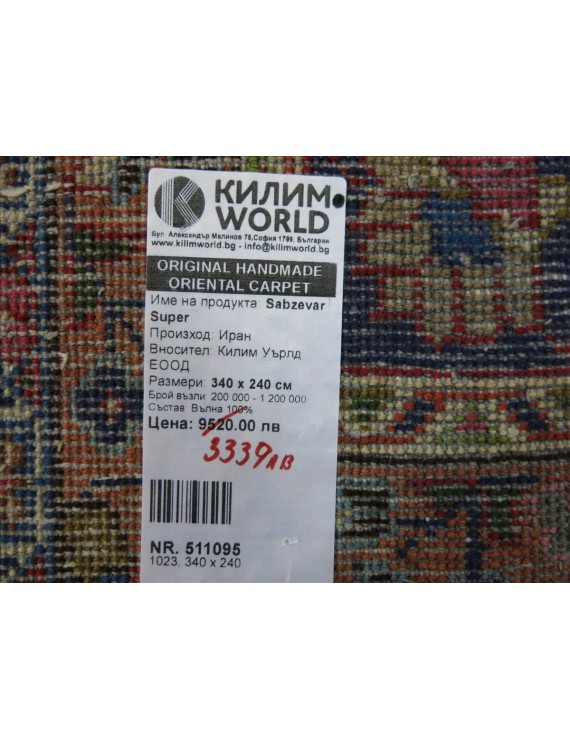 КИЛИМ
WORLD
Бул. Александър Малинов 78,София 1799, България
www.kilimworld.bg - info@kilimworld.bg
ORIGINAL HANDMADE
ORIENTAL CARPET
Име на продукта: Sabzevar
Super
Произход: Иран
Вносител: Килим Уърлд
ЕООД
Размери: 340 x 240 см
Брой възли 200 000 - 1 200 000
Състав Вълна 100%
Цена: 9520.00 лв
3339лв
NR. 511095
1023, 340 x 240